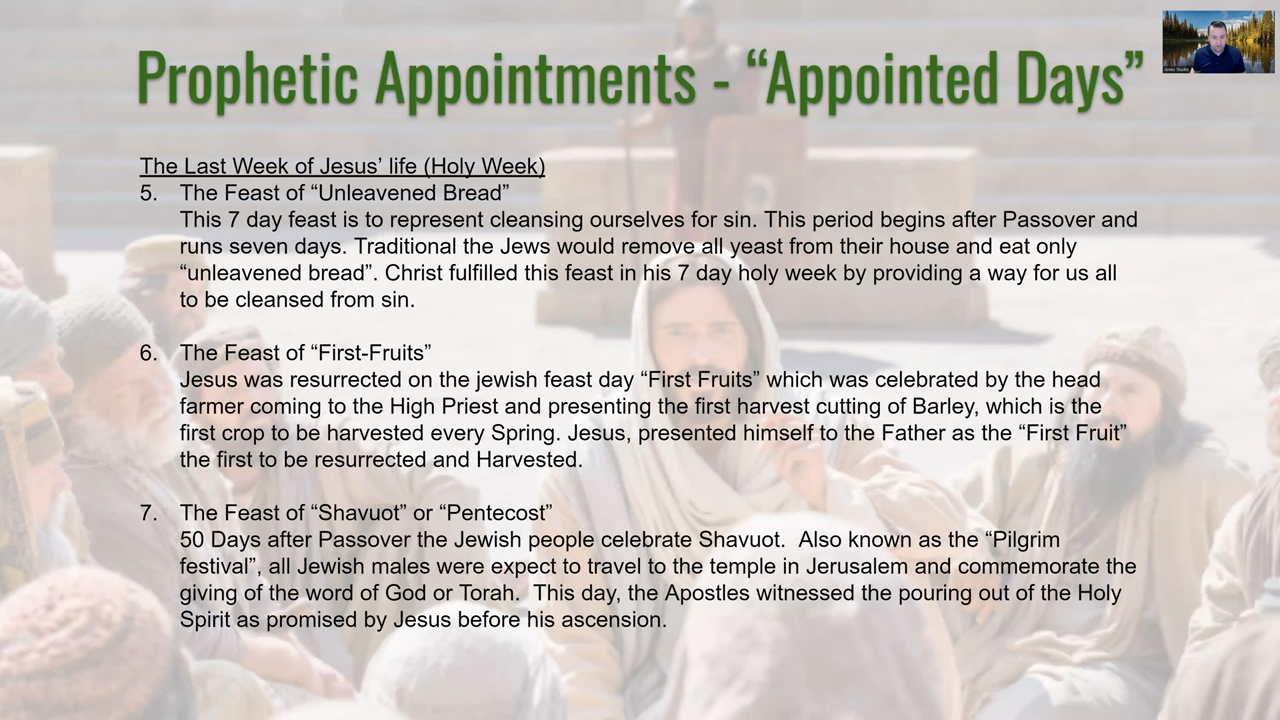 Prophetic Appointments - “Appointed Days”
Jones Studio
The Last Week of Jesus’ life (Holy Week)
5. The Feast of “Unleavened Bread”
This 7 day feast is to represent cleansing ourselves for sin. This period begins after Passover and
runs seven days. Traditional the Jews would remove all yeast from their house and eat only
“unleavened bread”. Christ fulfilled this feast in his 7 day holy week by providing a way for us all
to be cleansed from sin.
6. The Feast of “First-Fruits”
Jesus was resurrected on the jewish feast day “First Fruits” which was celebrated by the head
farmer coming to the High Priest and presenting the first harvest cutting of Barley, which is the
first crop to be harvested every Spring. Jesus, presented himself to the Father as the “First Fruit”
the first to be resurrected and Harvested.
7. The Feast of “Shavuot” or “Pentecost”
50 Days after Passover the Jewish people celebrate Shavuot.  Also known as the “Pilgrim
festival”, all Jewish males were expect to travel to the temple in Jerusalem and commemorate the
giving of the word of God or Torah.  This day, the Apostles witnessed the pouring out of the Holy
Spirit as promised by Jesus before his ascension.